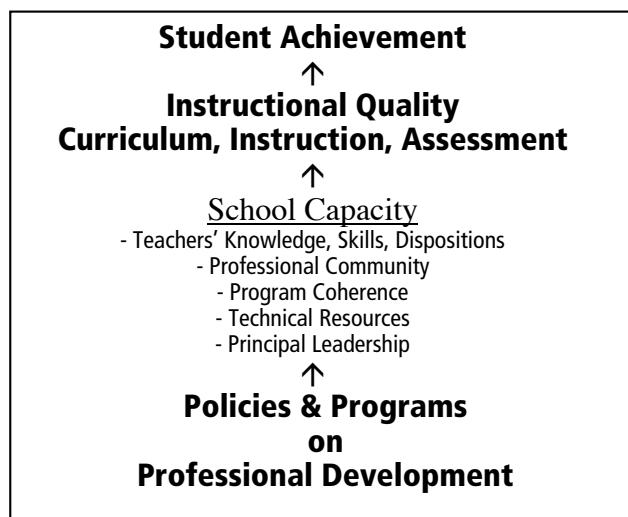 Student Achievement
↑
Instructional Quality
Curriculum, Instruction, Assessment
↑
School Capacity
- Teachers’ Knowledge, Skills, Dispositions
- Professional Community
- Program Coherence
- Technical Resources
- Principal Leadership
↑
Policies & Programs
on
Professional Development